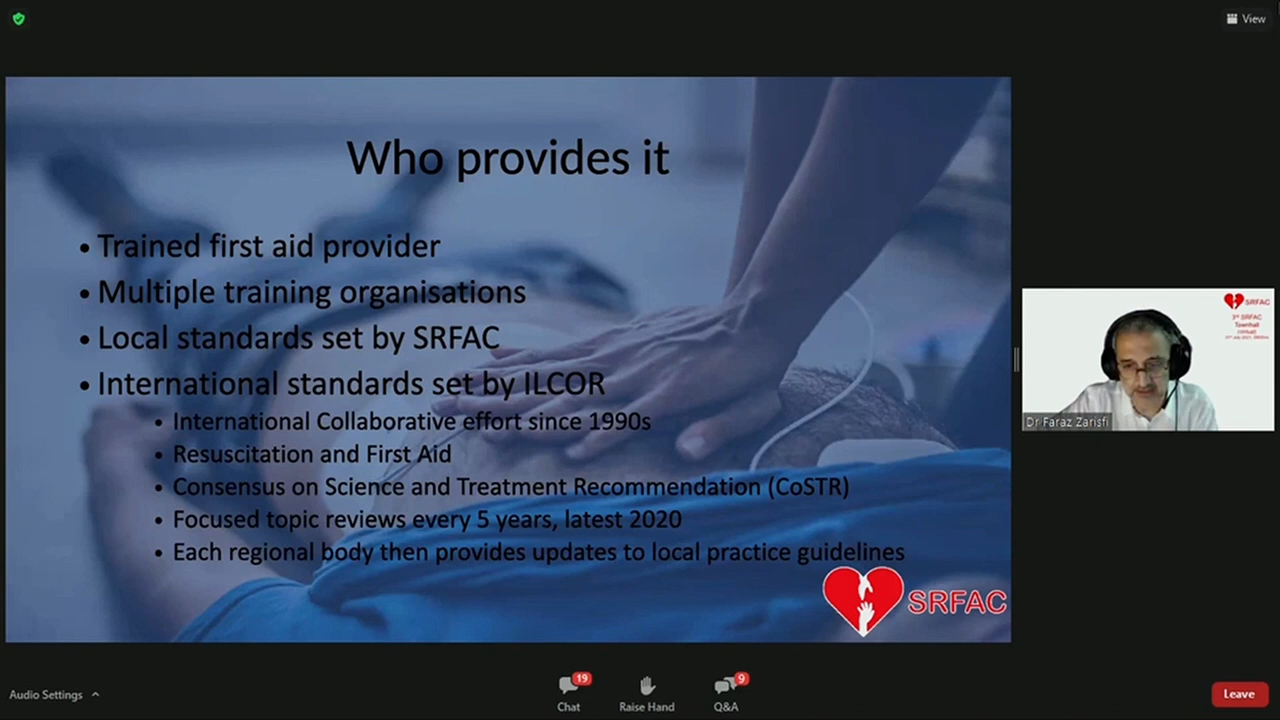 View
Who provides it
• Trained first aid provider
• Multiple training organisations
• Local standards set by SRFAC
• International standards set by ILCOR
• International Collaborative effort since 1990s
• Resuscitation and First Aid
• Consensus on Science and Treatment Recommendation (CoSTR)
• Focused topic reviews every 5 years, latest 2020
• Each regional body then provides updates to local practice guidelines
SRFAC
SRFAC
3rd SRFAC
Townhall
Dr Faraz Zarisfi
Audio Settings
19
Chat
Raise Hand
9
Q&A
Leave